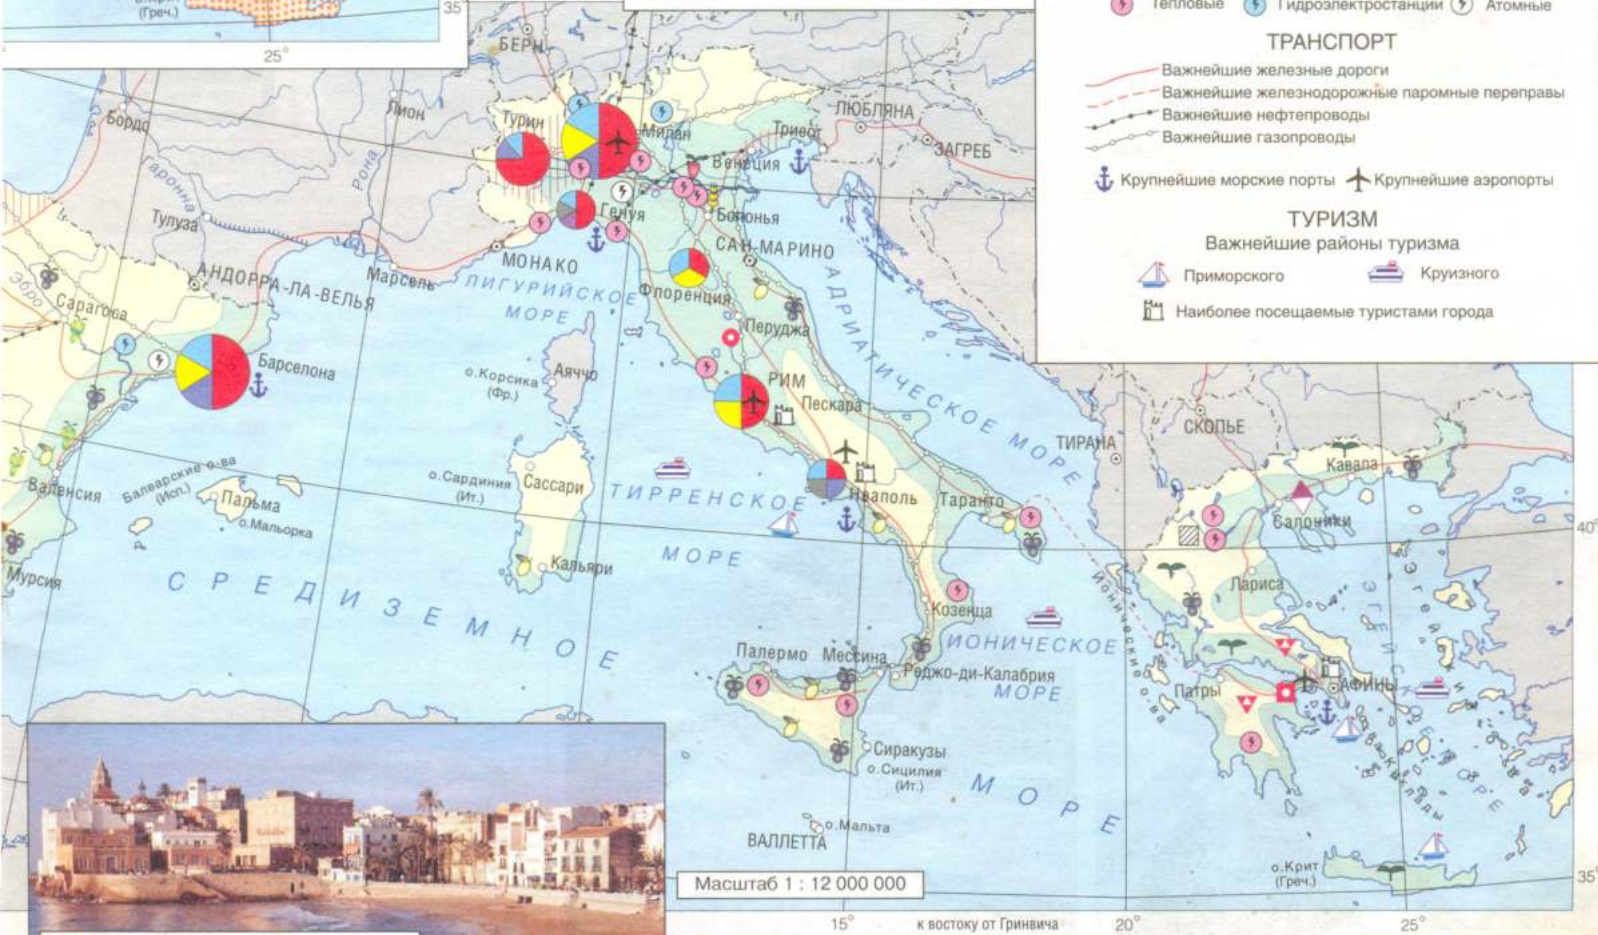 о.Крит
(Греч.)
25°
35°
Тепловые
Гидроэлектростанции
Атомные
ТРАНСПОРТ
Важнейшие железные дороги
Важнейшие железнодорожные паромные переправы
Важнейшие нефтепроводы
Важнейшие газопроводы
Крупнейшие морские порты
Крупнейшие аэропорты
ТУРИЗМ
Важнейшие районы туризма
Приморского
Круизного
Наиболее посещаемые туристами города
БЕРН
Бордо
Лион
Турин
Милан
ЛЮБЛЯНА
Триест
ЗАГРЕБ
Венеция
Рона
Тулуза
Генуя
Болонья
САН-МАРИНО
МОНАКО
АНДОРРА-ЛА-ВЕЛЬЯ
Марсель
ЛИГУРИЙСКОЕ
МОРЕ
Флоренция
АДРИАТИЧЕСКОЕ МОРЕ
Эбро
Сарагоса
Перуджа
Барселона
о.Корсика
(Фр.)
Аяччо
РИМ
Пескара
ТИРАНА
СКОПЬЕ
Кавала
Валенсия
Балеарские о-ва
(Исп.)
Пальма
о.Мальорка
о.Сардиния
(Ит.)
Сассари
ТИРРЕНСКОЕ
МОРЕ
Неаполь
Таранто
Салоники
40°
Мурсия
Кальяри
СРЕДИЗЕМНОЕ
МОРЕ
Козенца
Лариса
Ионические о-ва
ИОНИЧЕСКОЕ
МОРЕ
Палермо
Мессина
Реджо-ди-Калабрия
Патры
АФИНЫ
Сиракузы
о.Сицилия
(Ит.)
о.Мальта
ВАЛЛЕТТА
о.Крит
(Греч.)
35°
Масштаб 1 : 12 000 000
15°
к востоку от Гринвича
20°
25°